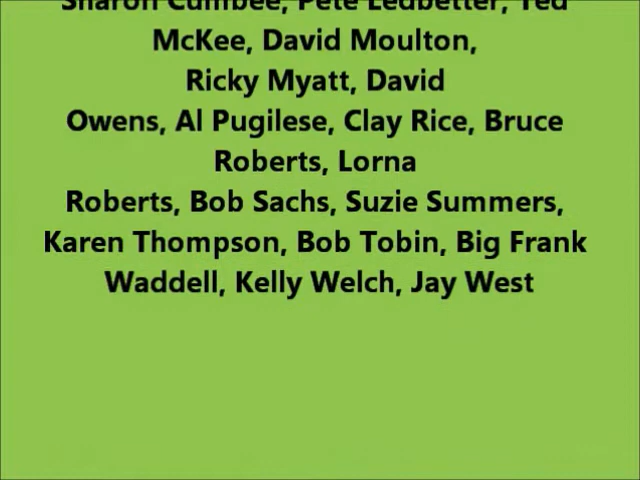 Sharon Cumbee, Pete Ledbetter, Ted
McKee, David Moulton,
Ricky Myatt, David
Owens, Al Pugilese, Clay Rice, Bruce
Roberts, Lorna
Roberts, Bob Sachs, Suzie Summers,
Karen Thompson, Bob Tobin, Big Frank
Waddell, Kelly Welch, Jay West